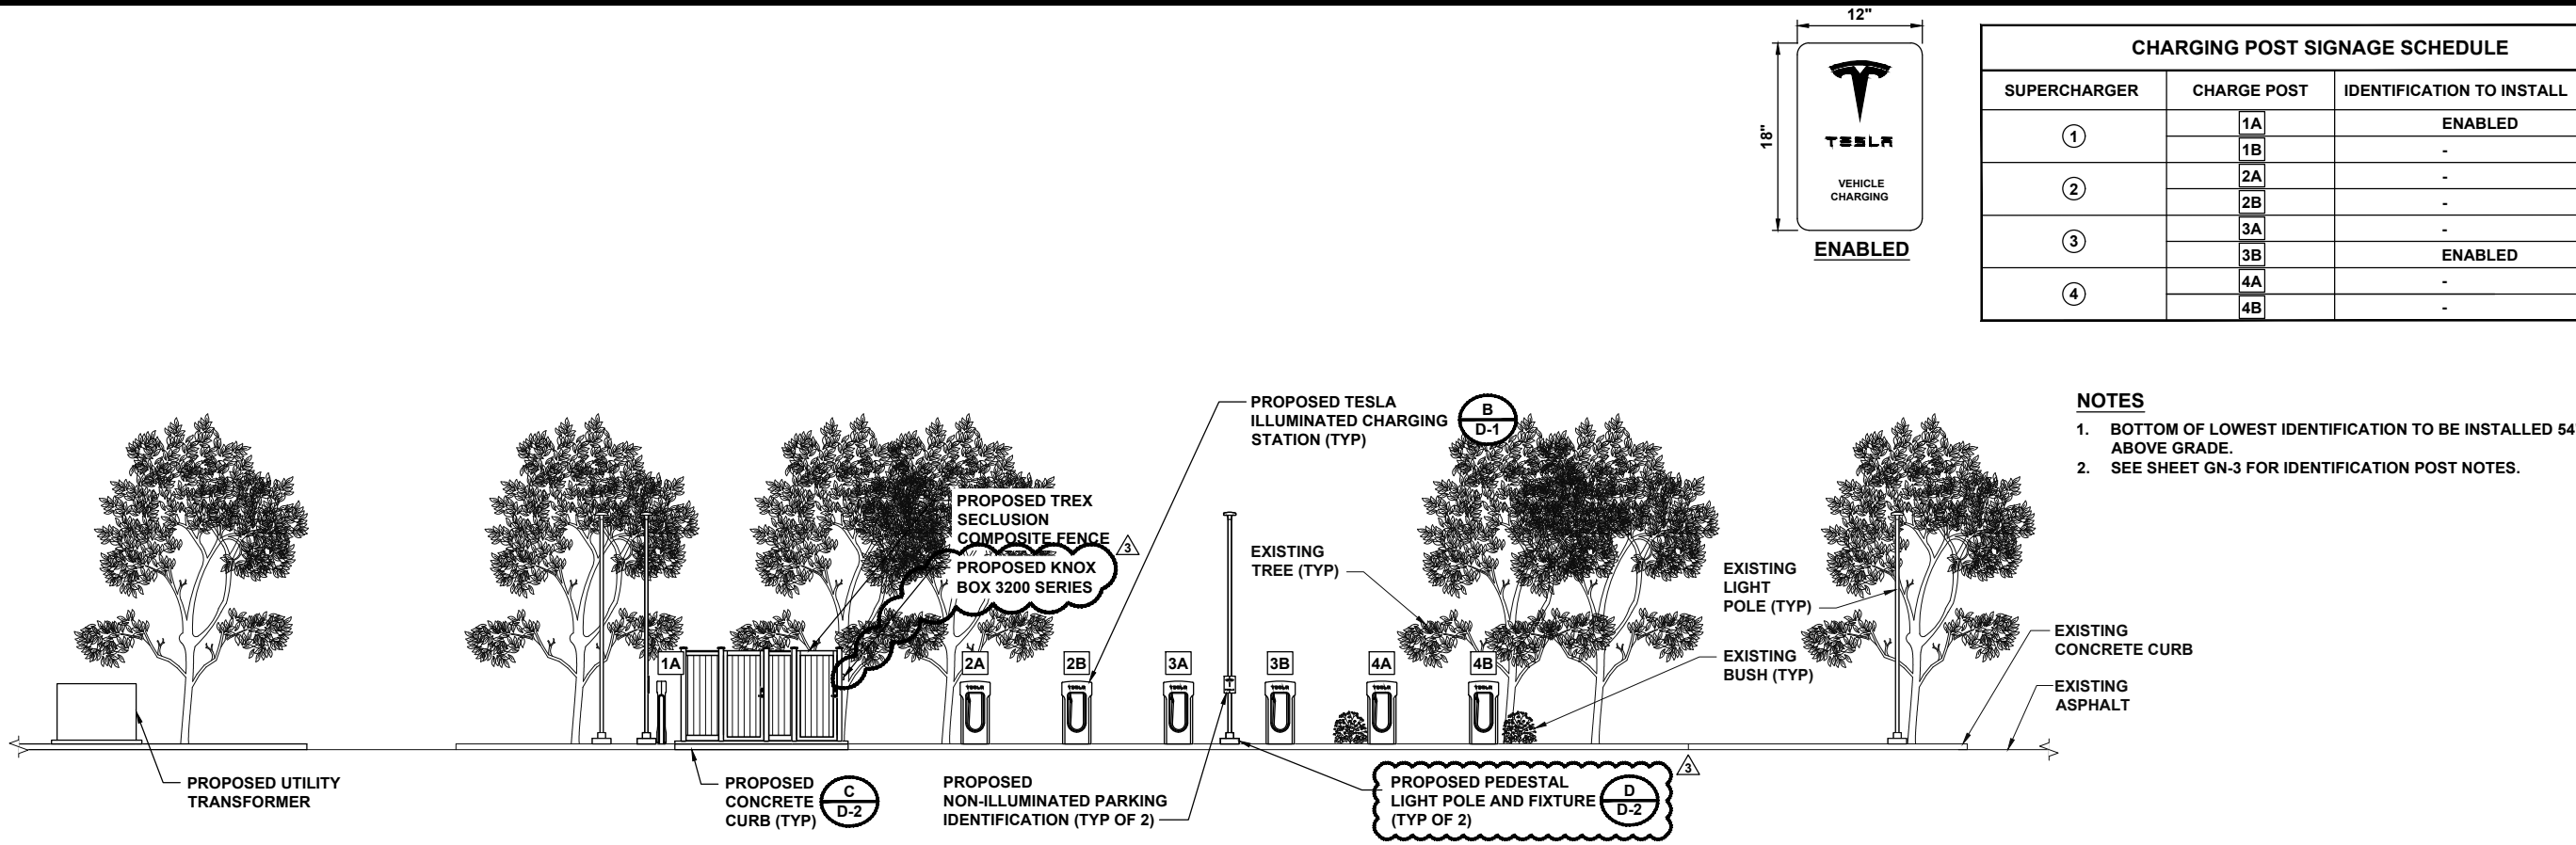 12"
18"
TESLA
VEHICLE
CHARGING
ENABLED
CHARGING POST SIGNAGE SCHEDULE
SUPERCHARGER CHARGE POST IDENTIFICATION TO INSTALL
1 1A ENABLED
1B -
2 2A -
2B -
3 3A -
3B ENABLED
4 4A -
4B -
NOTES
1. BOTTOM OF LOWEST IDENTIFICATION TO BE INSTALLED 54
ABOVE GRADE.
2. SEE SHEET GN-3 FOR IDENTIFICATION POST NOTES.
PROPOSED TESLA
ILLUMINATED CHARGING
STATION (TYP)
B
D-1
PROPOSED TREX
SECLUSION
COMPOSITE FENCE
3
PROPOSED KNOX
BOX 3200 SERIES
EXISTING
TREE (TYP)
EXISTING
LIGHT
POLE (TYP)
EXISTING
BUSH (TYP)
EXISTING
CONCRETE CURB
EXISTING
ASPHALT
1A 2A 2B 3A 3B 4A 4B
TESLA TESLA TESLA TESLA TESLA TESLA
PROPOSED UTILITY
TRANSFORMER
PROPOSED
CONCRETE
CURB (TYP)
C
D-2
PROPOSED
NON-ILLUMINATED PARKING
IDENTIFICATION (TYP OF 2)
PROPOSED PEDESTAL
LIGHT POLE AND FIXTURE
(TYP OF 2)
D
D-2
3